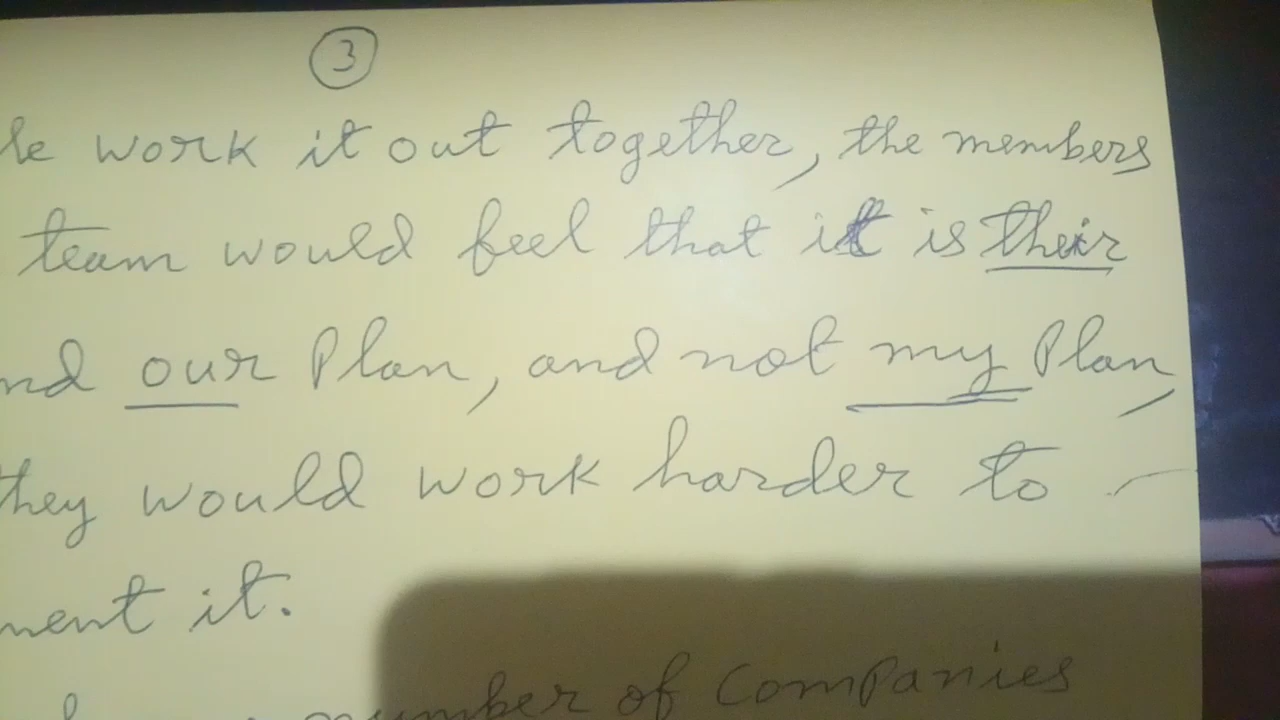 3
le work it out together, the members
team would feel that it is their
nd our Plan, and not my Plan,
they would work harder to
ment it.
number of Companies